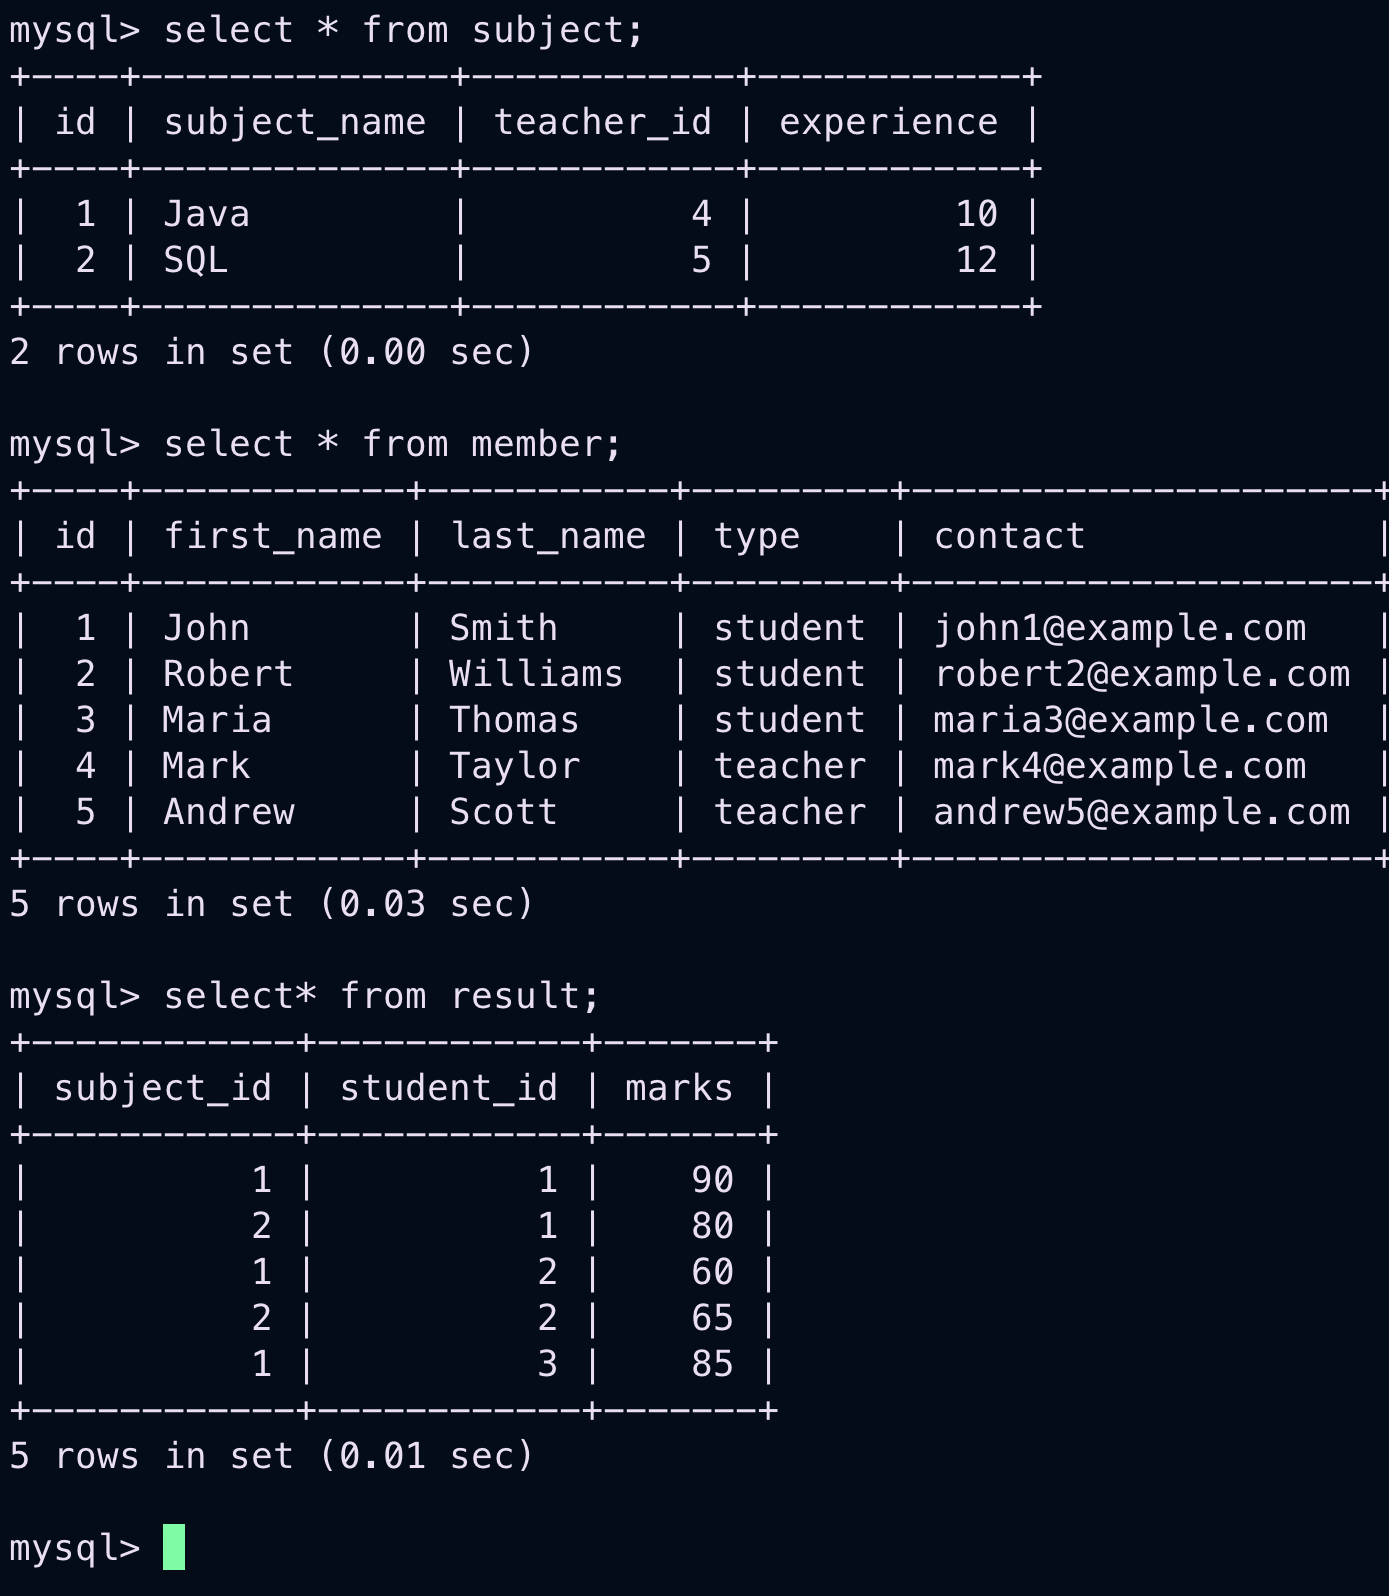 mysql> select * from subject;
+----+--------------+------------+------------+
| id | subject_name | teacher_id | experience |
+----+--------------+------------+------------+
|  1 | Java         |          4 |         10 |
|  2 | SQL          |          5 |         12 |
+----+--------------+------------+------------+
2 rows in set (0.00 sec)

mysql> select * from member;
+----+------------+-----------+---------+---------------------+
| id | first_name | last_name | type    | contact             |
+----+------------+-----------+---------+---------------------+
|  1 | John       | Smith     | student | john1@example.com   |
|  2 | Robert     | Williams  | student | robert2@example.com |
|  3 | Maria      | Thomas    | student | maria3@example.com  |
|  4 | Mark       | Taylor    | teacher | mark4@example.com   |
|  5 | Andrew     | Scott     | teacher | andrew5@example.com |
+----+------------+-----------+---------+---------------------+
5 rows in set (0.03 sec)

mysql> select* from result;
+------------+------------+-------+
| subject_id | student_id | marks |
+------------+------------+-------+
|          1 |          1 |    90 |
|          2 |          1 |    80 |
|          1 |          2 |    60 |
|          2 |          2 |    65 |
|          1 |          3 |    85 |
+------------+------------+-------+
5 rows in set (0.01 sec)

mysql>